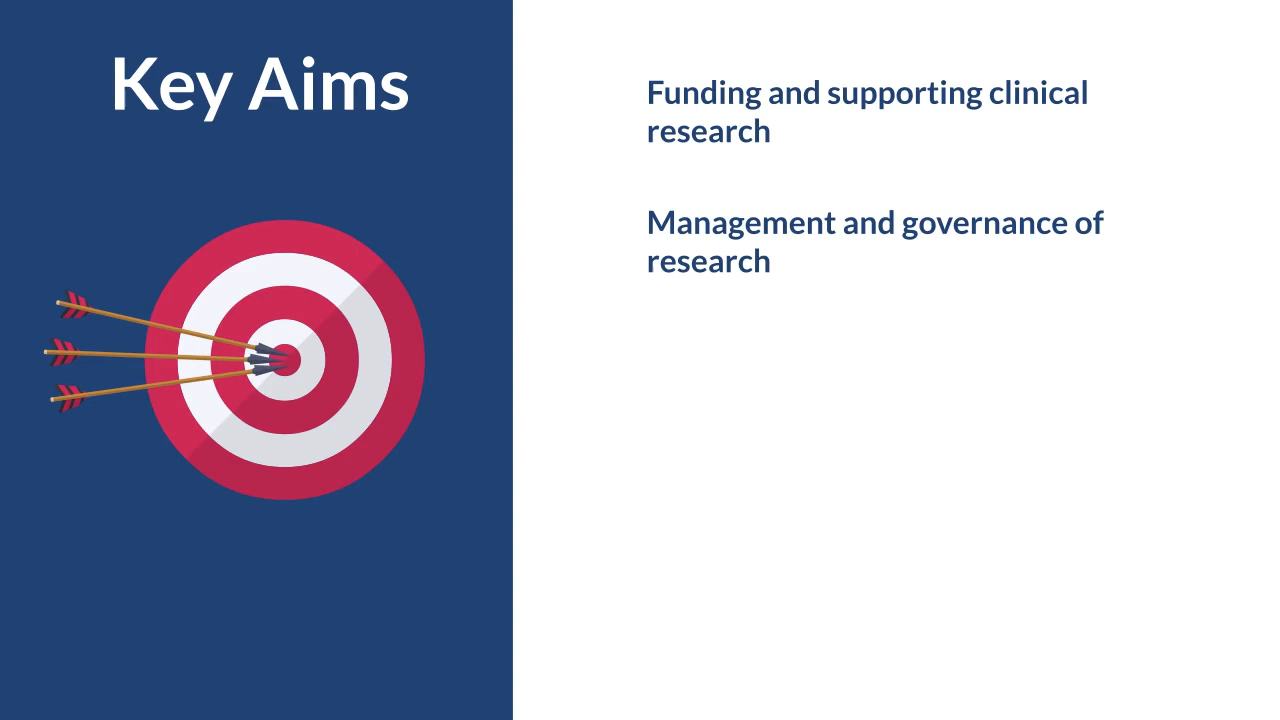 Key Aims
Funding and supporting clinical
research
Management and governance of
research